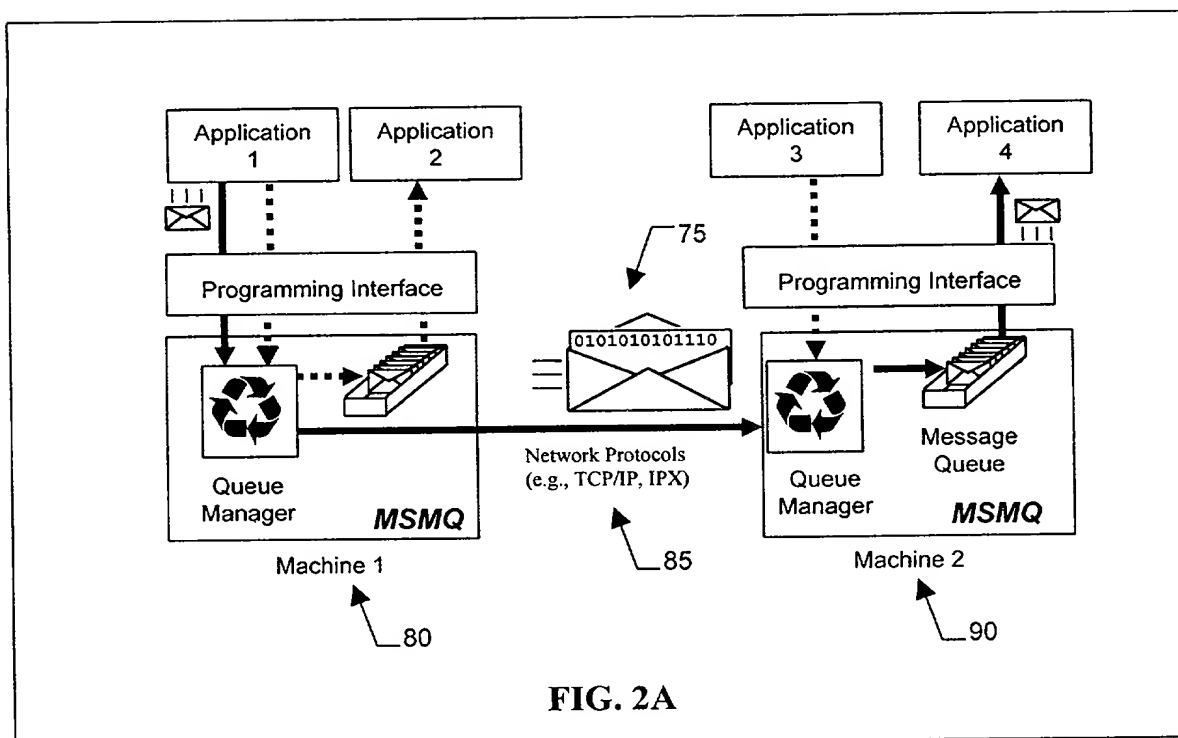 Application
1
Application
2
Application
3
Application
4
75
Programming Interface
Programming Interface
0101010101110
Network Protocols
(e.g., TCP/IP, IPX)
Queue
Manager
MSMQ
Message
Queue
Queue
Manager
MSMQ
Machine 1
85
Machine 2
80
90
FIG. 2A